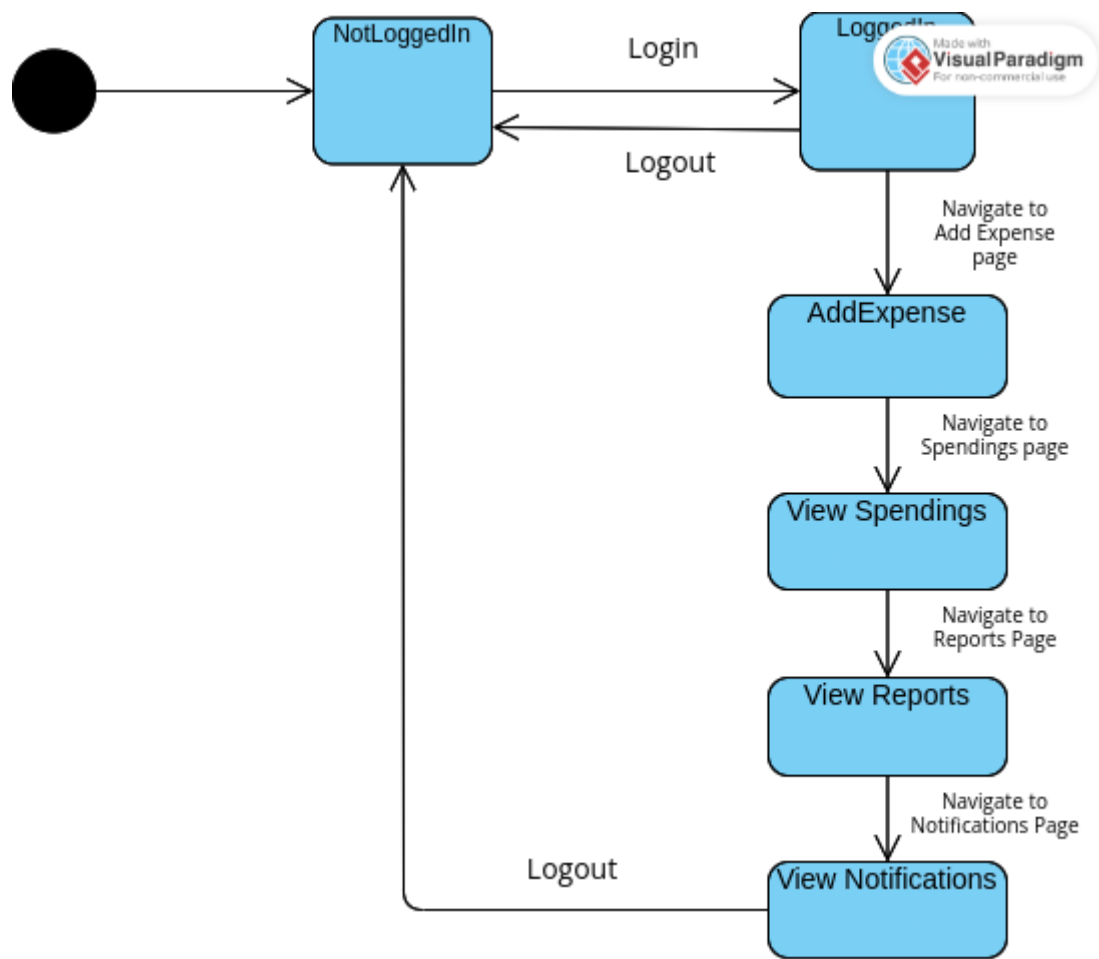 NotLoggedIn
Login
Logout
Made with
Visual Paradigm
For non-commercial use
Navigate to
Add Expense
page
AddExpense
Navigate to
Spendings page
View Spendings
Navigate to
Reports Page
View Reports
Navigate to
Notifications Page
View Notifications
Logout